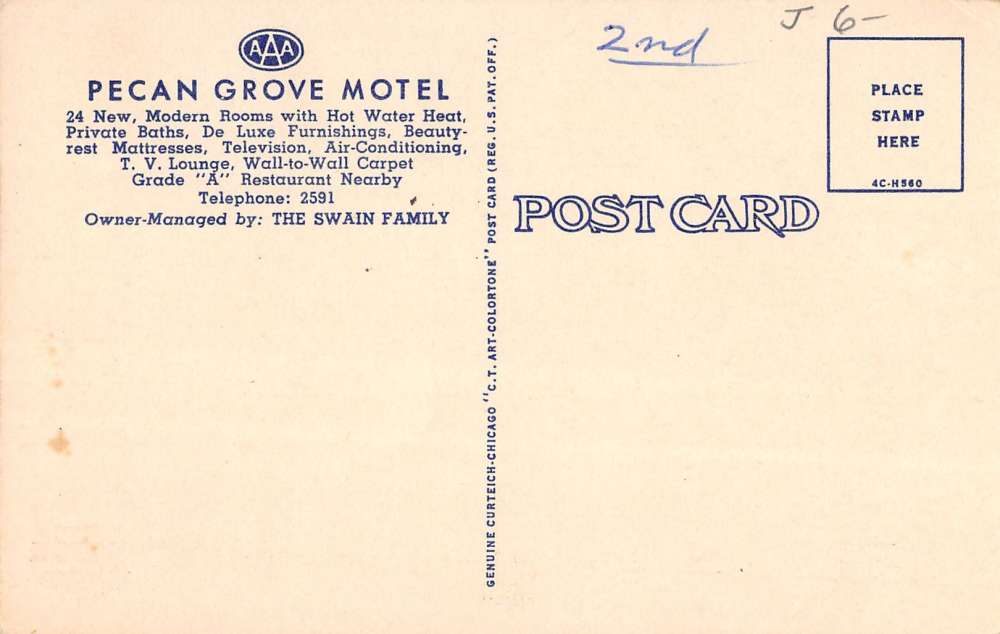 AAA
PECAN GROVE MOTEL
24 New, Modern Rooms with Hot Water Heat,
Private Baths, De Luxe Furnishings, Beauty-
rest Mattresses, Television, Air-Conditioning,
T. V. Lounge, Wall-to-Wall Carpet
Grade "A" Restaurant Nearby
Telephone: 2591
Owner-Managed by: THE SWAIN FAMILY
GENUINE CURTEICH-CHICAGO "C.T. ART-COLORTONE" POST CARD (REG. U.S. PAT. OFF.)
2nd
J 6-
POST CARD
PLACE
STAMP
HERE
4C-H560